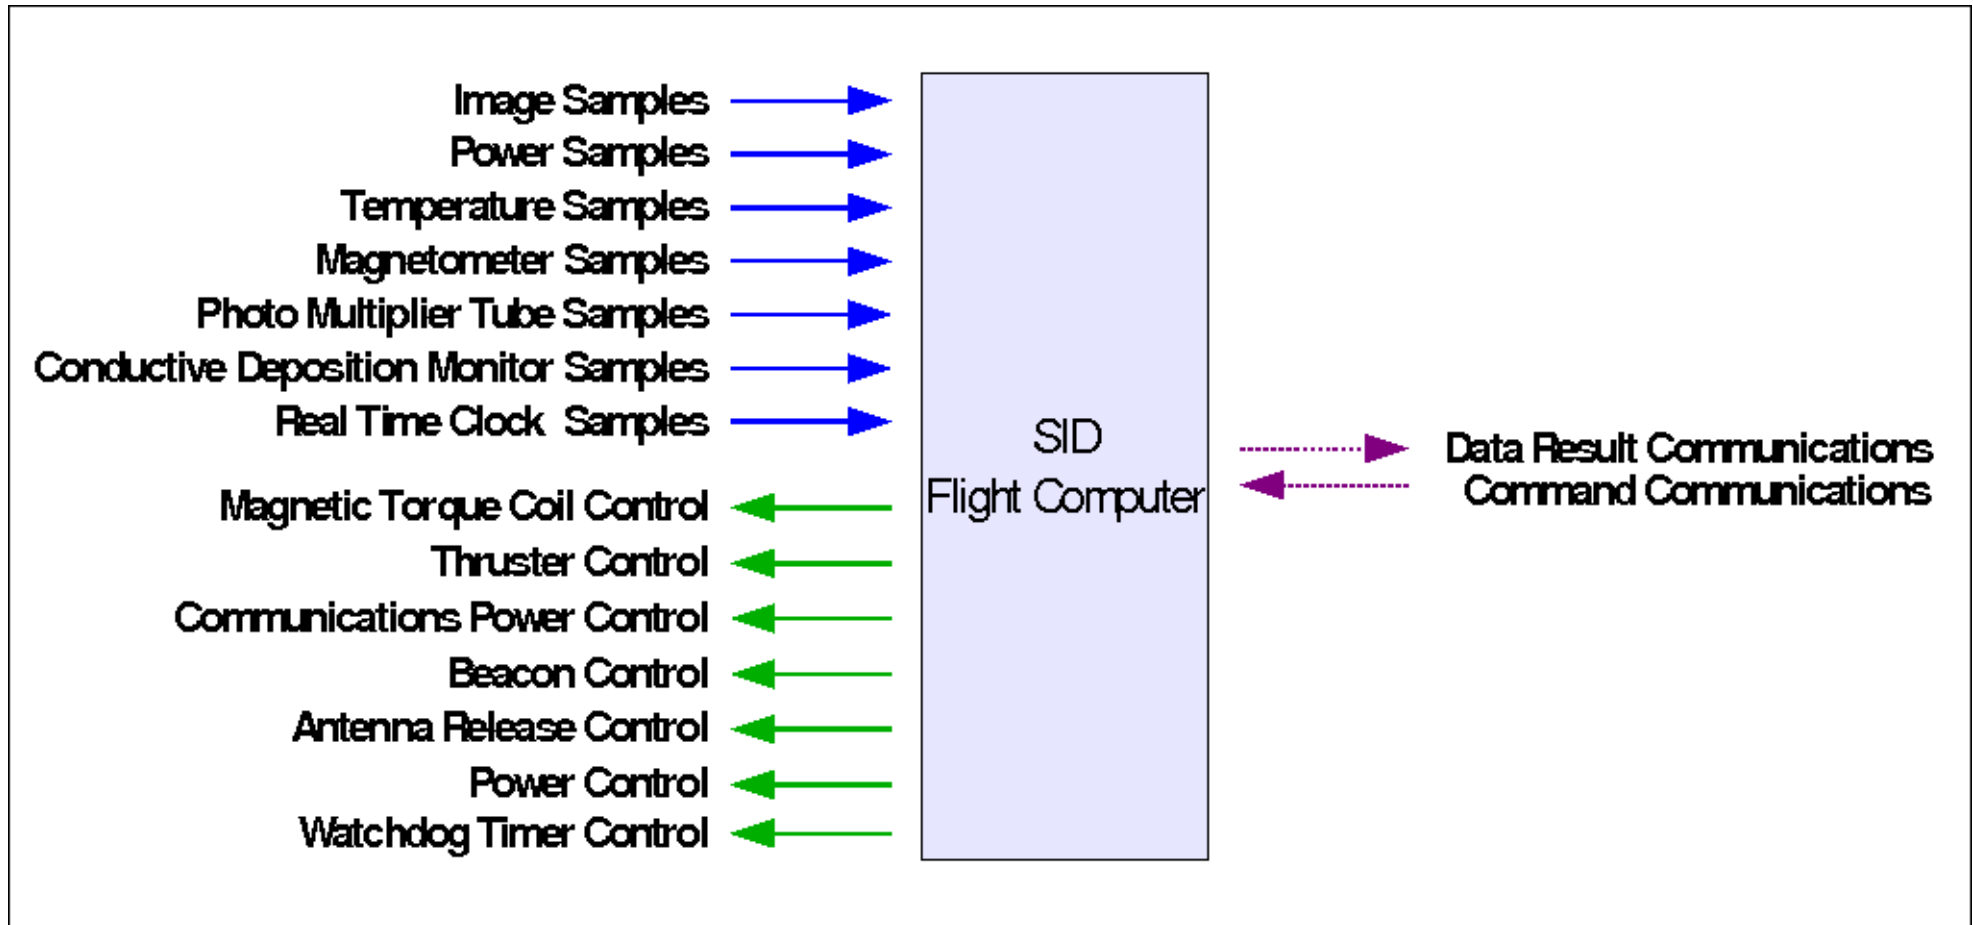 Image Samples
Power Samples
Temperature Samples
Magnetometer Samples
Photo Multiplier Tube Samples
Conductive Deposition Monitor Samples
Real Time Clock  Samples
Magnetic Torque Coil Control
Thruster Control
Communications Power Control
Beacon Control
Antenna Release Control
Power Control
Watchdog Timer Control
SID
Flight Computer
Data Result Communications
Command Communications